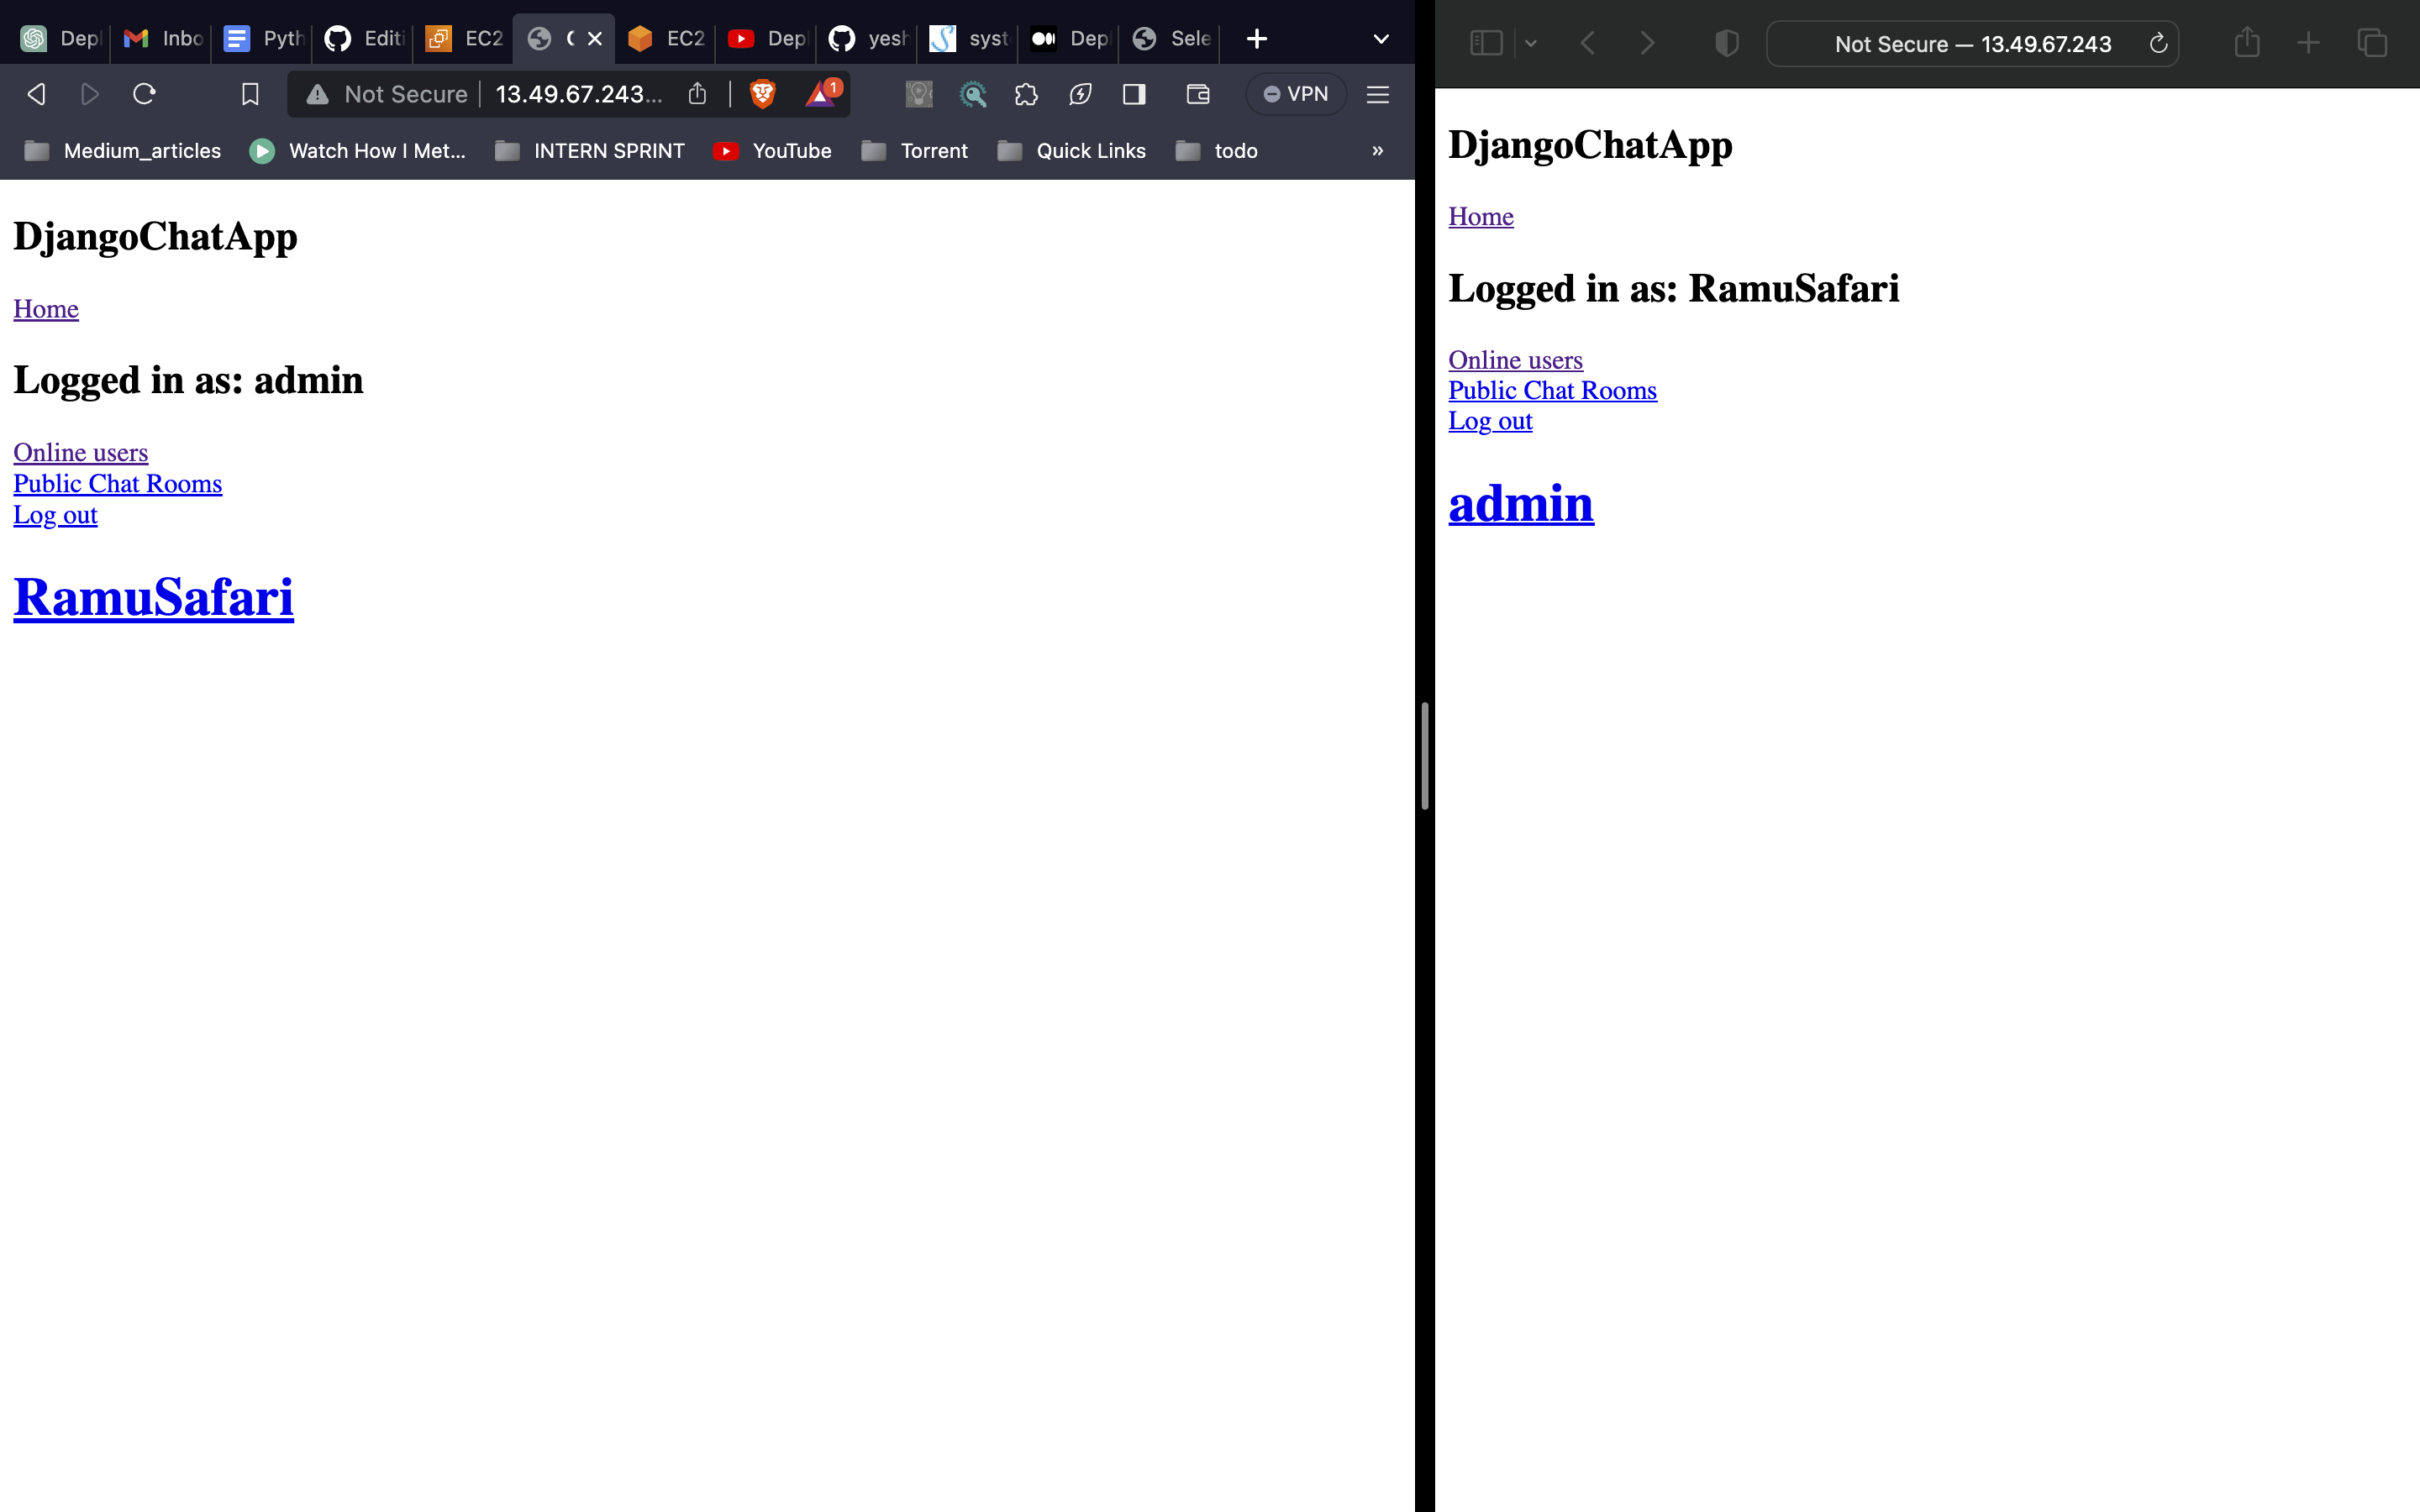 Depl Inbo Pyth Editi EC2 EC2 Depl yesh syst Depl Sele
Not Secure 13.49.67.243... 1 VPN
Medium_articles Watch How I Met... INTERN SPRINT YouTube Torrent Quick Links todo »
DjangoChatApp
Home
Logged in as: admin
Online users
Public Chat Rooms
Log out
RamuSafari
Not Secure — 13.49.67.243
DjangoChatApp
Home
Logged in as: RamuSafari
Online users
Public Chat Rooms
Log out
admin